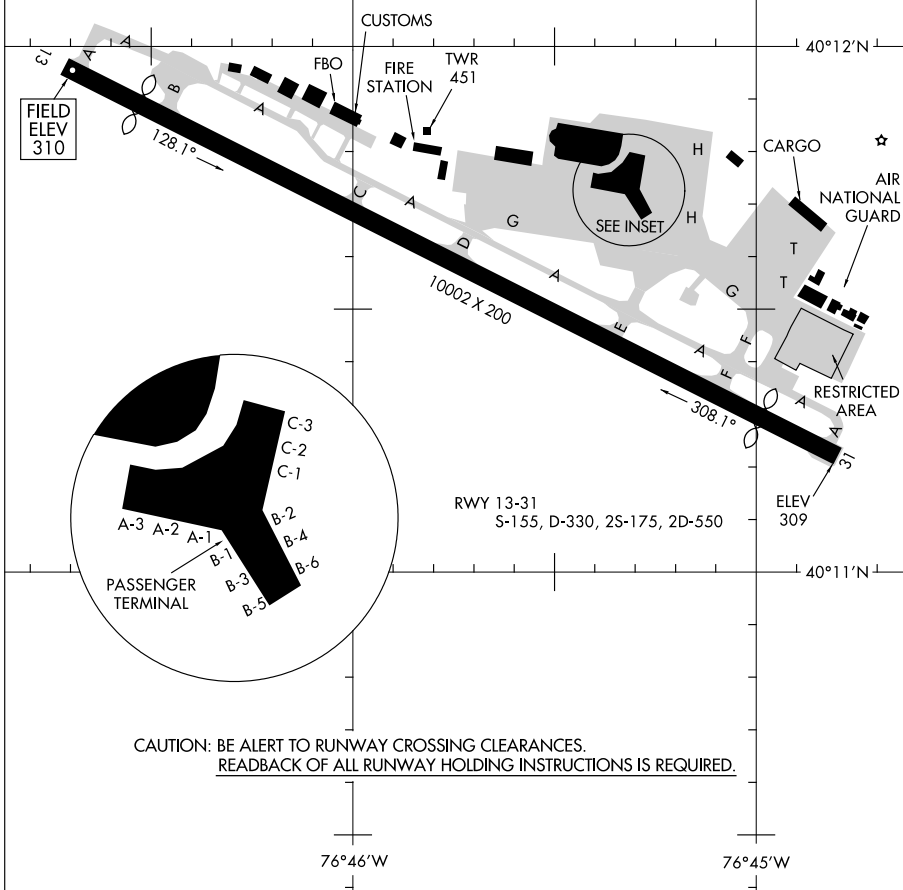 CUSTOMS
FBO
FIRE
STATION
TWR
451
40°12'N
13
A
A
B
A
FIELD
ELEV
310
128.1°
C
A
D
G
H
H
SEE INSET
CARGO
AIR
NATIONAL
GUARD
T
T
G
10002 X 200
A
E
A
F
F
A
A
RESTRICTED
AREA
308.1°
31
ELEV
309
RWY 13-31
S-155, D-330, 2S-175, 2D-550
C-3
C-2
C-1
A-3
A-2
A-1
B-2
B-4
B-6
B-1
B-3
B-5
PASSENGER
TERMINAL
40°11'N
CAUTION: BE ALERT TO RUNWAY CROSSING CLEARANCES.
READBACK OF ALL RUNWAY HOLDING INSTRUCTIONS IS REQUIRED.
76°46'W
76°45'W